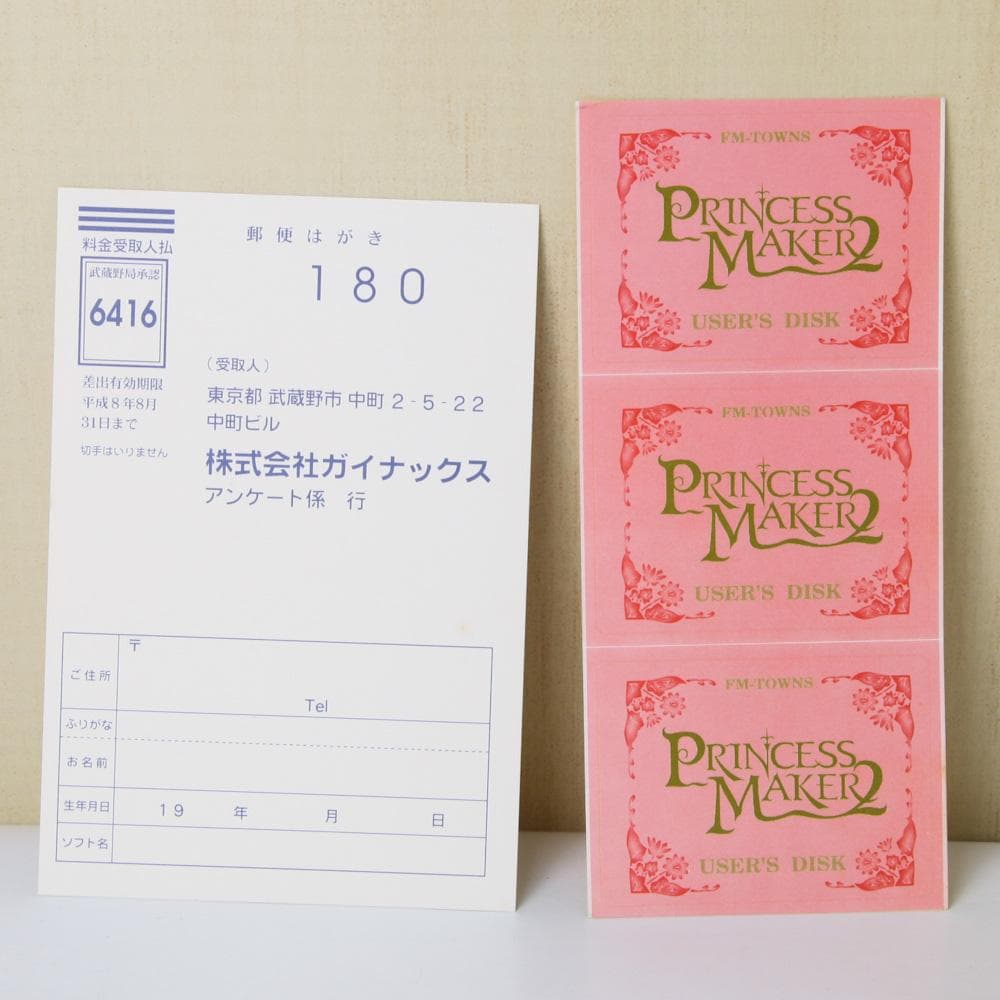 郵便はがき
料金受取人払
武蔵野局承認
6416
差出有効期限
平成8年8月
31日まで
切手はいりません
180
(受取人)
東京都 武蔵野市 中町 2-5-22
中町ビル
株式会社ガイナックス
アンケート係 行
ご住所
〒
Tel
ふりがな
お名前
生年月日
19 年 月 日
ソフト名
FM-TOWNS
PRINCESS
MAKER2
USER'S DISK
FM-TOWNS
PRINCESS
MAKER2
USER'S DISK
FM-TOWNS
PRINCESS
MAKER2
USER'S DISK